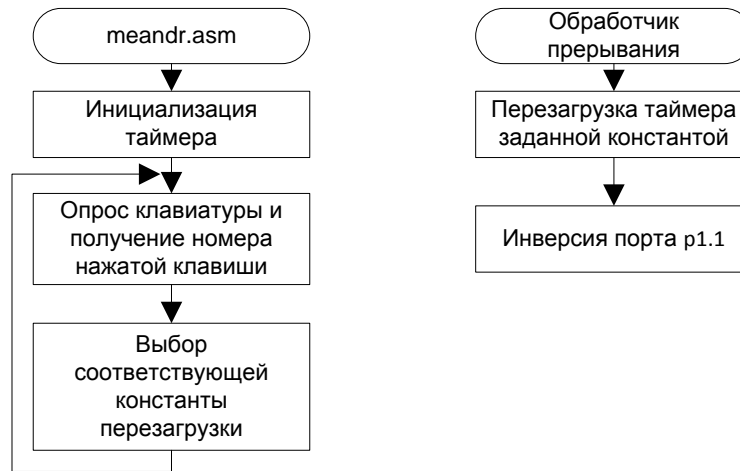 meandr.asm
Инициализация
таймера
Опрос клавиатуры и
получение номера
нажатой клавиши
Выбор
соответствующей
константы
перезагрузки
Обработчик
прерывания
Перезагрузка таймера
заданной константой
Инверсия порта p1.1